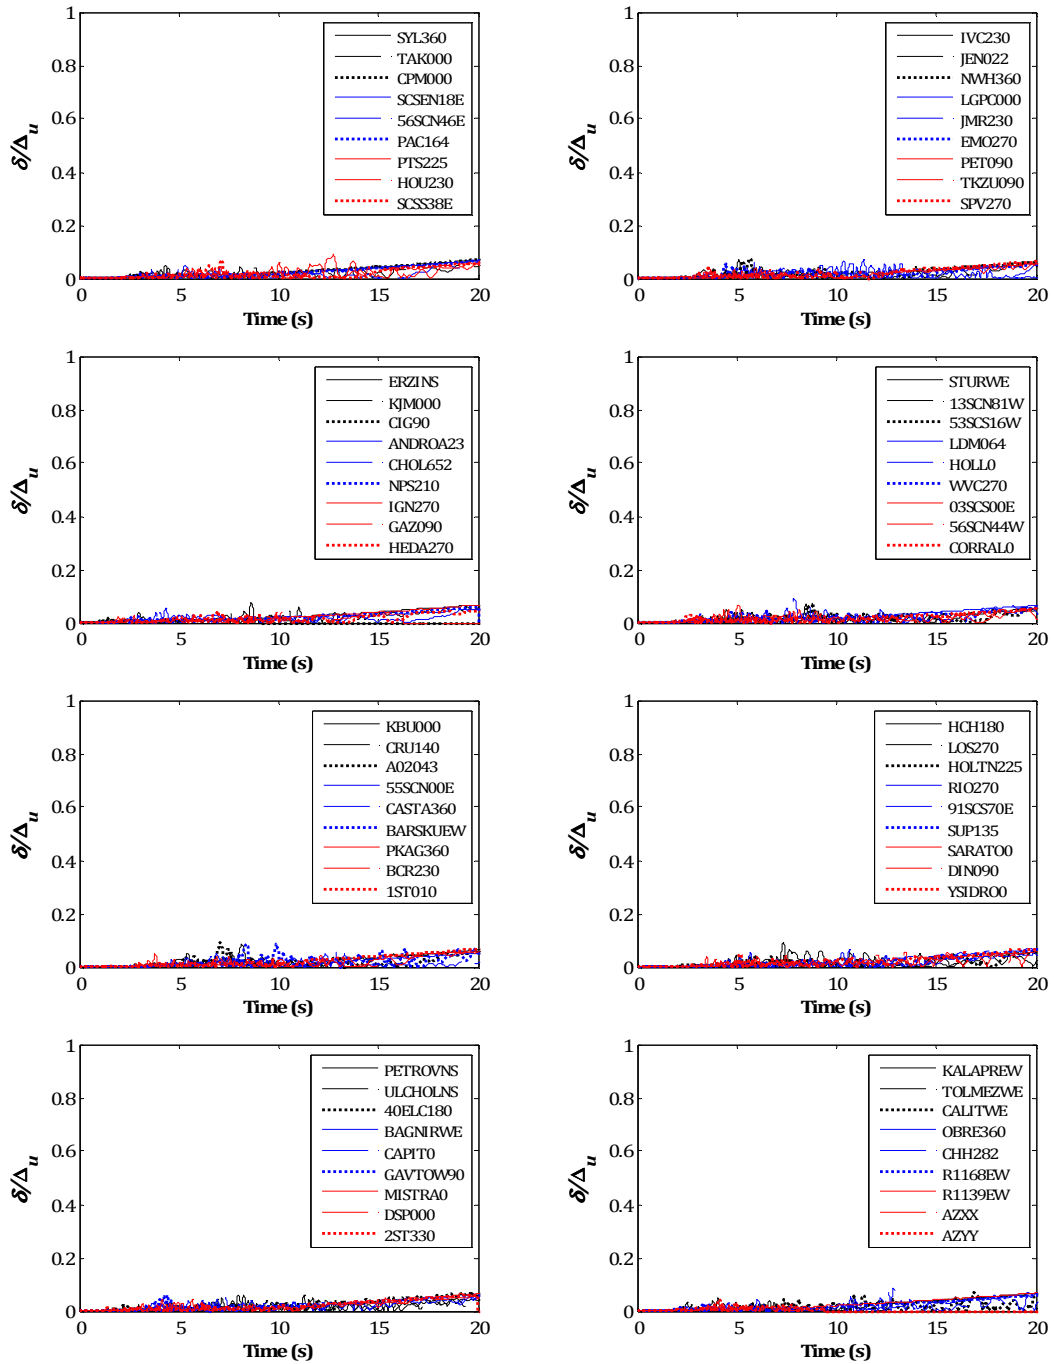 1
0.8
0.6
0.4
0.2
0
δ/Δu
SYL360
TAK000
CPM000
SCSEN18E
56SCN46E
PAC164
PTS225
HOU230
SCSS38E
0 5 10 15 20
Time (s)
1
0.8
0.6
0.4
0.2
0
δ/Δu
IVC230
JEN022
NWH360
LGPC000
JMR230
EMO270
PET090
TKZU090
SPV270
0 5 10 15 20
Time (s)
1
0.8
0.6
0.4
0.2
0
δ/Δu
ERZINS
KJM000
CIG90
ANDROA23
CHOL652
NPS210
IGN270
GAZ090
HEDA270
0 5 10 15 20
Time (s)
1
0.8
0.6
0.4
0.2
0
δ/Δu
STURWE
13SCN81W
53SCS16W
LDM064
HOLL0
WVC270
03SCS00E
56SCN44W
CORRAL0
0 5 10 15 20
Time (s)
1
0.8
0.6
0.4
0.2
0
δ/Δu
KBU000
CRU140
A02043
55SCN00E
CASTA360
BARSKUEW
PKAG360
BCR230
1ST010
0 5 10 15 20
Time (s)
1
0.8
0.6
0.4
0.2
0
δ/Δu
HCH180
LOS270
HOLTN225
RIO270
91SCS70E
SUP135
SARATO0
DIN090
YSIDRO0
0 5 10 15 20
Time (s)
1
0.8
0.6
0.4
0.2
0
δ/Δu
PETROVNS
ULCHOLNS
40ELC180
BAGNIRWE
CAPIT0
GAVTOW90
MISTRA0
DSP000
2ST330
0 5 10 15 20
Time (s)
1
0.8
0.6
0.4
0.2
0
δ/Δu
KALAPREW
TOLMEZWE
CALITWE
OBRE360
CHH282
R1168EW
R1139EW
AZXX
AZYY
0 5 10 15 20
Time (s)